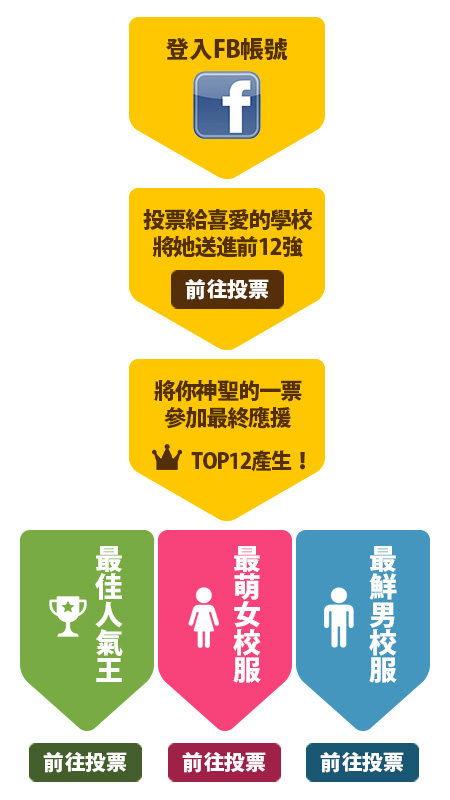 登入FB帳號
f
投票給喜愛的學校
將她送進前12強
前往投票
將你神聖的一票
參加最終應援
TOP12產生！
最佳人氣王
最萌女校服
最鮮男校服
前往投票
前往投票
前往投票